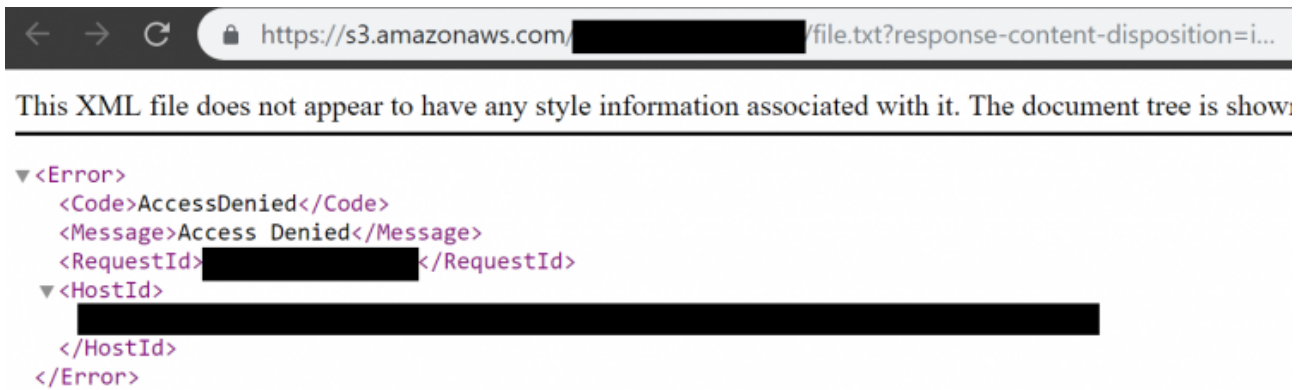 https://s3.amazonaws.com/ /file.txt?response-content-disposition=i...
This XML file does not appear to have any style information associated with it. The document tree is shown
▼<Error>
<Code>AccessDenied</Code>
<Message>Access Denied</Message>
<RequestId> </RequestId>
▼<HostId>
</HostId>
</Error>